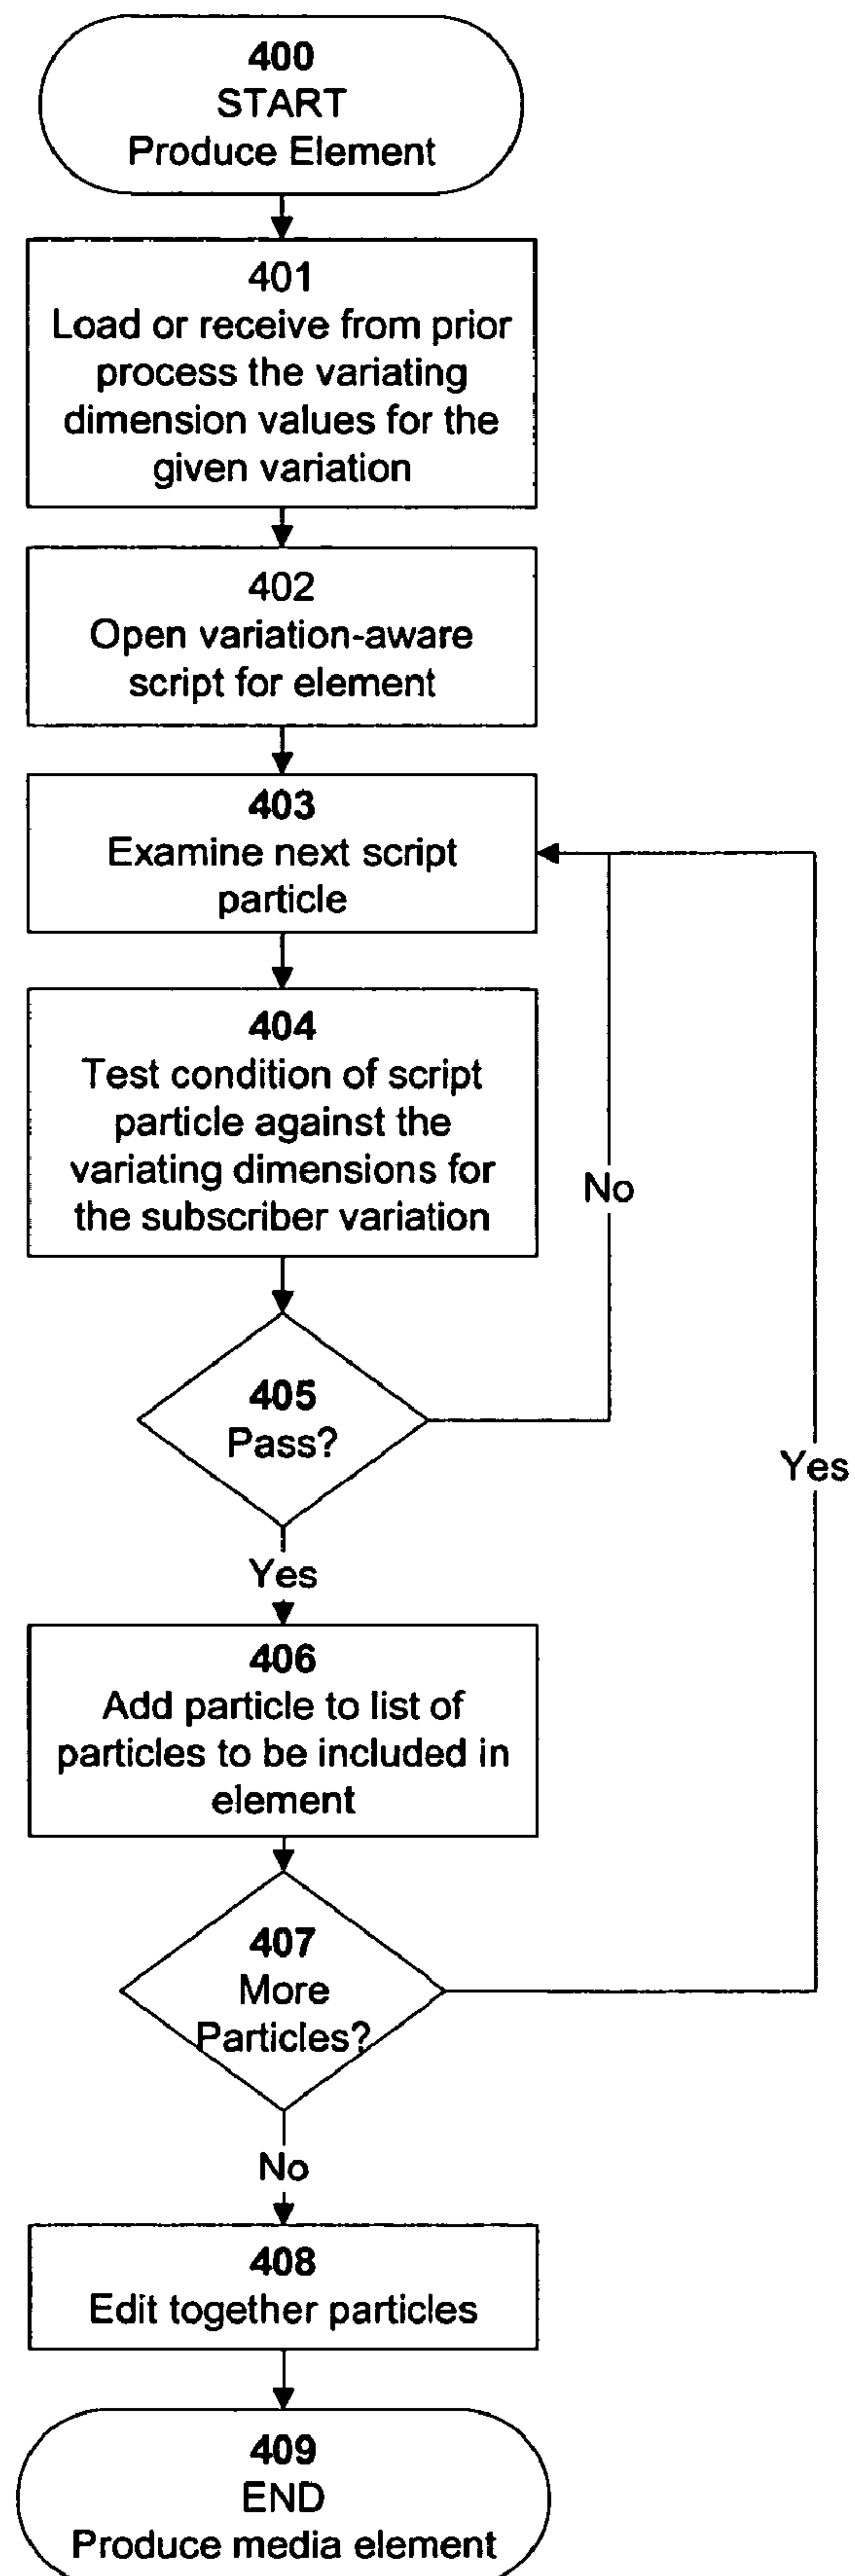 400
START
Produce Element
401
Load or receive from prior
process the variating
dimension values for the
given variation
402
Open variation-aware
script for element
403
Examine next script
particle
404
Test condition of script
particle against the
variating dimensions for
the subscriber variation
No
405
Pass?
Yes
Yes
406
Add particle to list of
particles to be included in
element
407
More
Particles?
No
408
Edit together particles
409
END
Produce media element